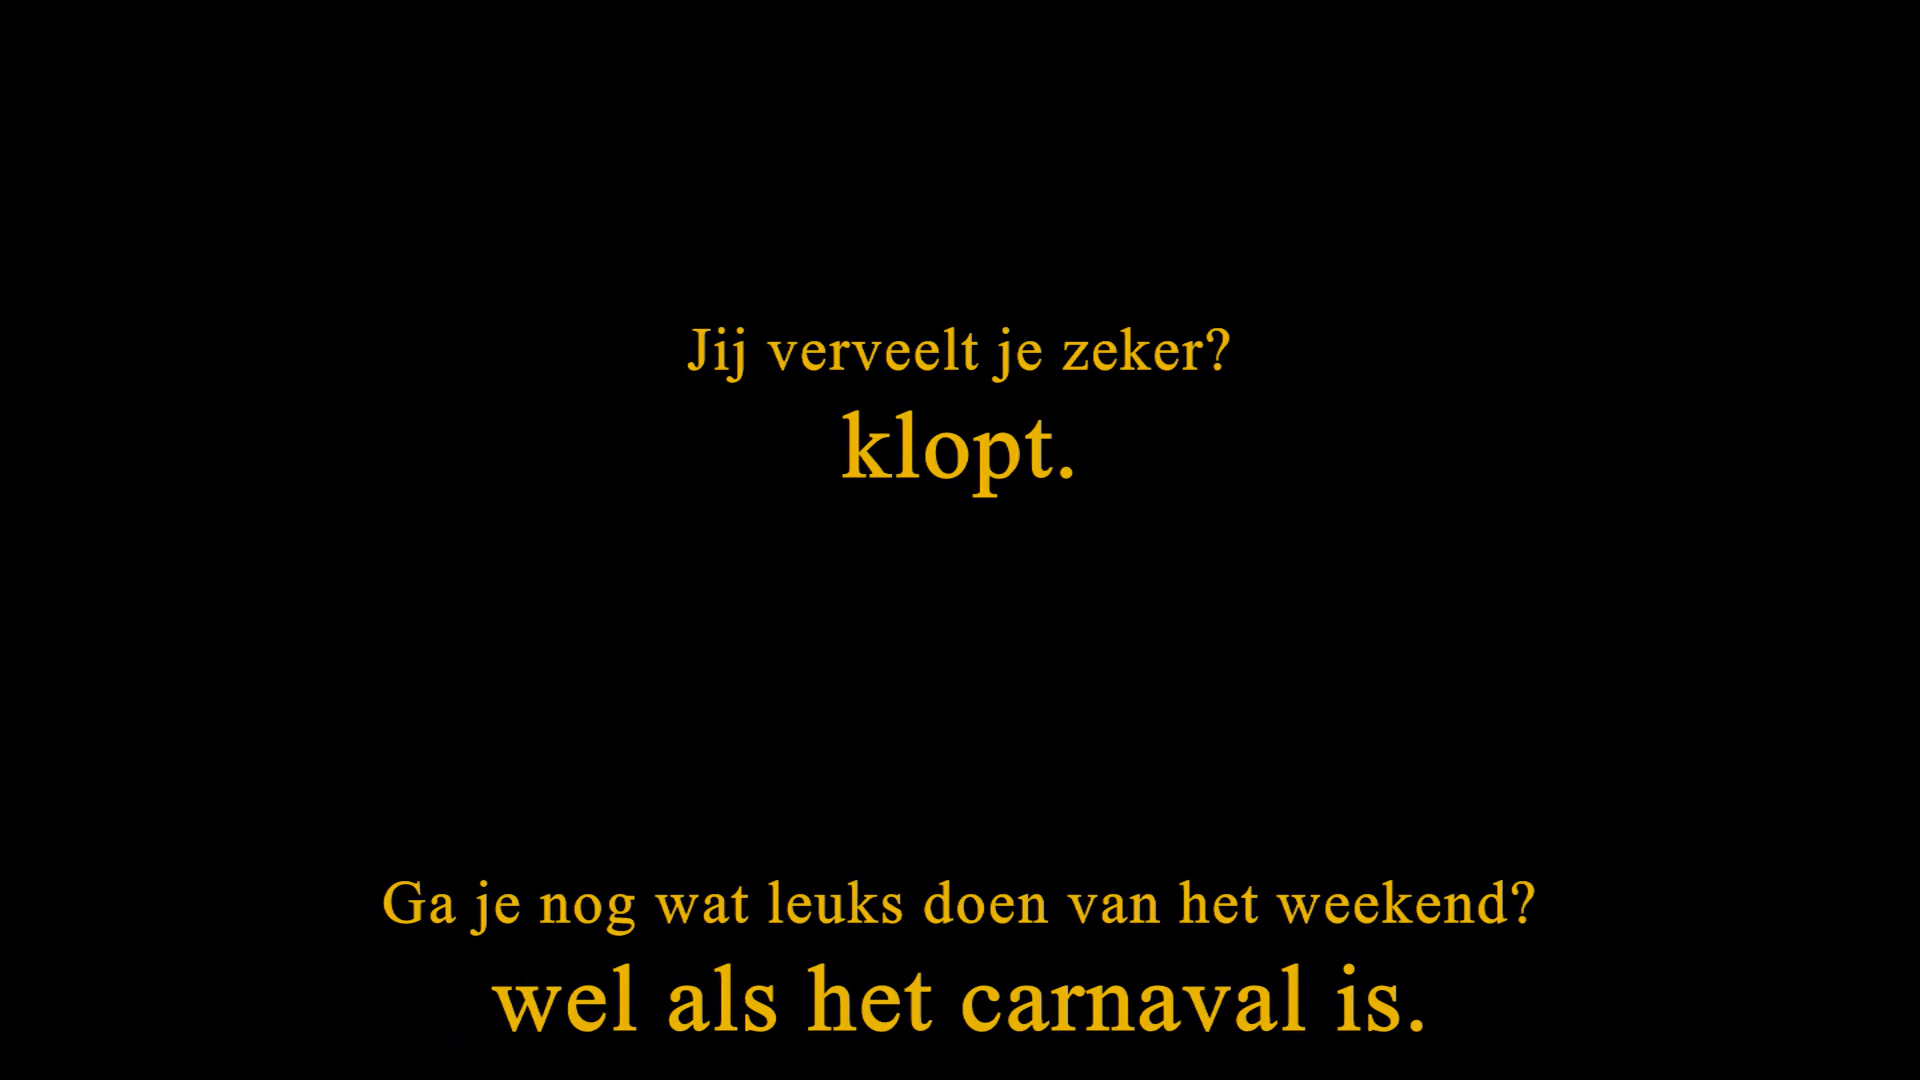 Jij verveelt je zeker?
klopt.
Ga je nog wat leuks doen van het weekend?
wel als het carnaval is.